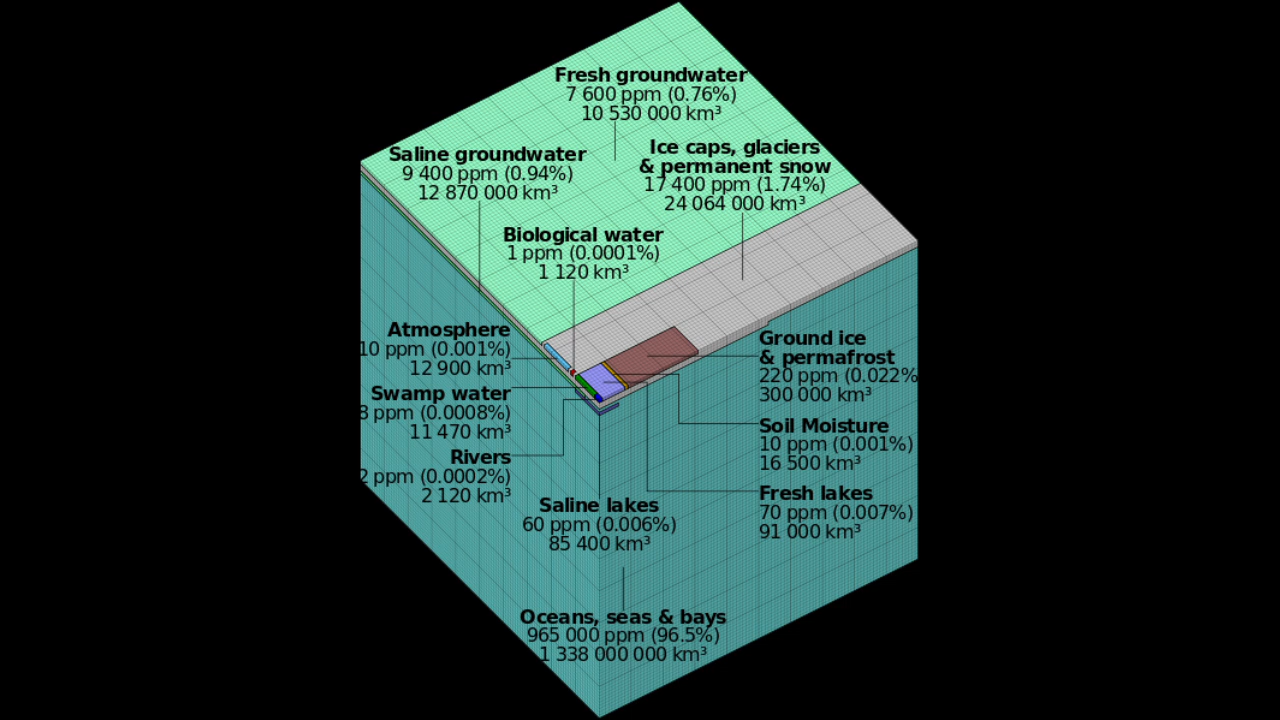 Fresh groundwater
7 600 ppm (0.76%)
10 530 000 km³
Ice caps, glaciers
& permanent snow
17 400 ppm (1.74%)
24 064 000 km³
Saline groundwater
9 400 ppm (0.94%)
12 870 000 km³
Biological water
1 ppm (0.0001%)
1 120 km³
Atmosphere
10 ppm (0.001%)
12 900 km³
Swamp water
8 ppm (0.0008%)
11 470 km³
Rivers
2 ppm (0.0002%)
2 120 km³
Ground ice
& permafrost
220 ppm (0.022%
300 000 km³
Soil Moisture
10 ppm (0.001%)
16 500 km³
Fresh lakes
70 ppm (0.007%)
91 000 km³
Saline lakes
60 ppm (0.006%)
85 400 km³
Oceans, seas & bays
965 000 ppm (96.5%)
1 338 000 000 km³